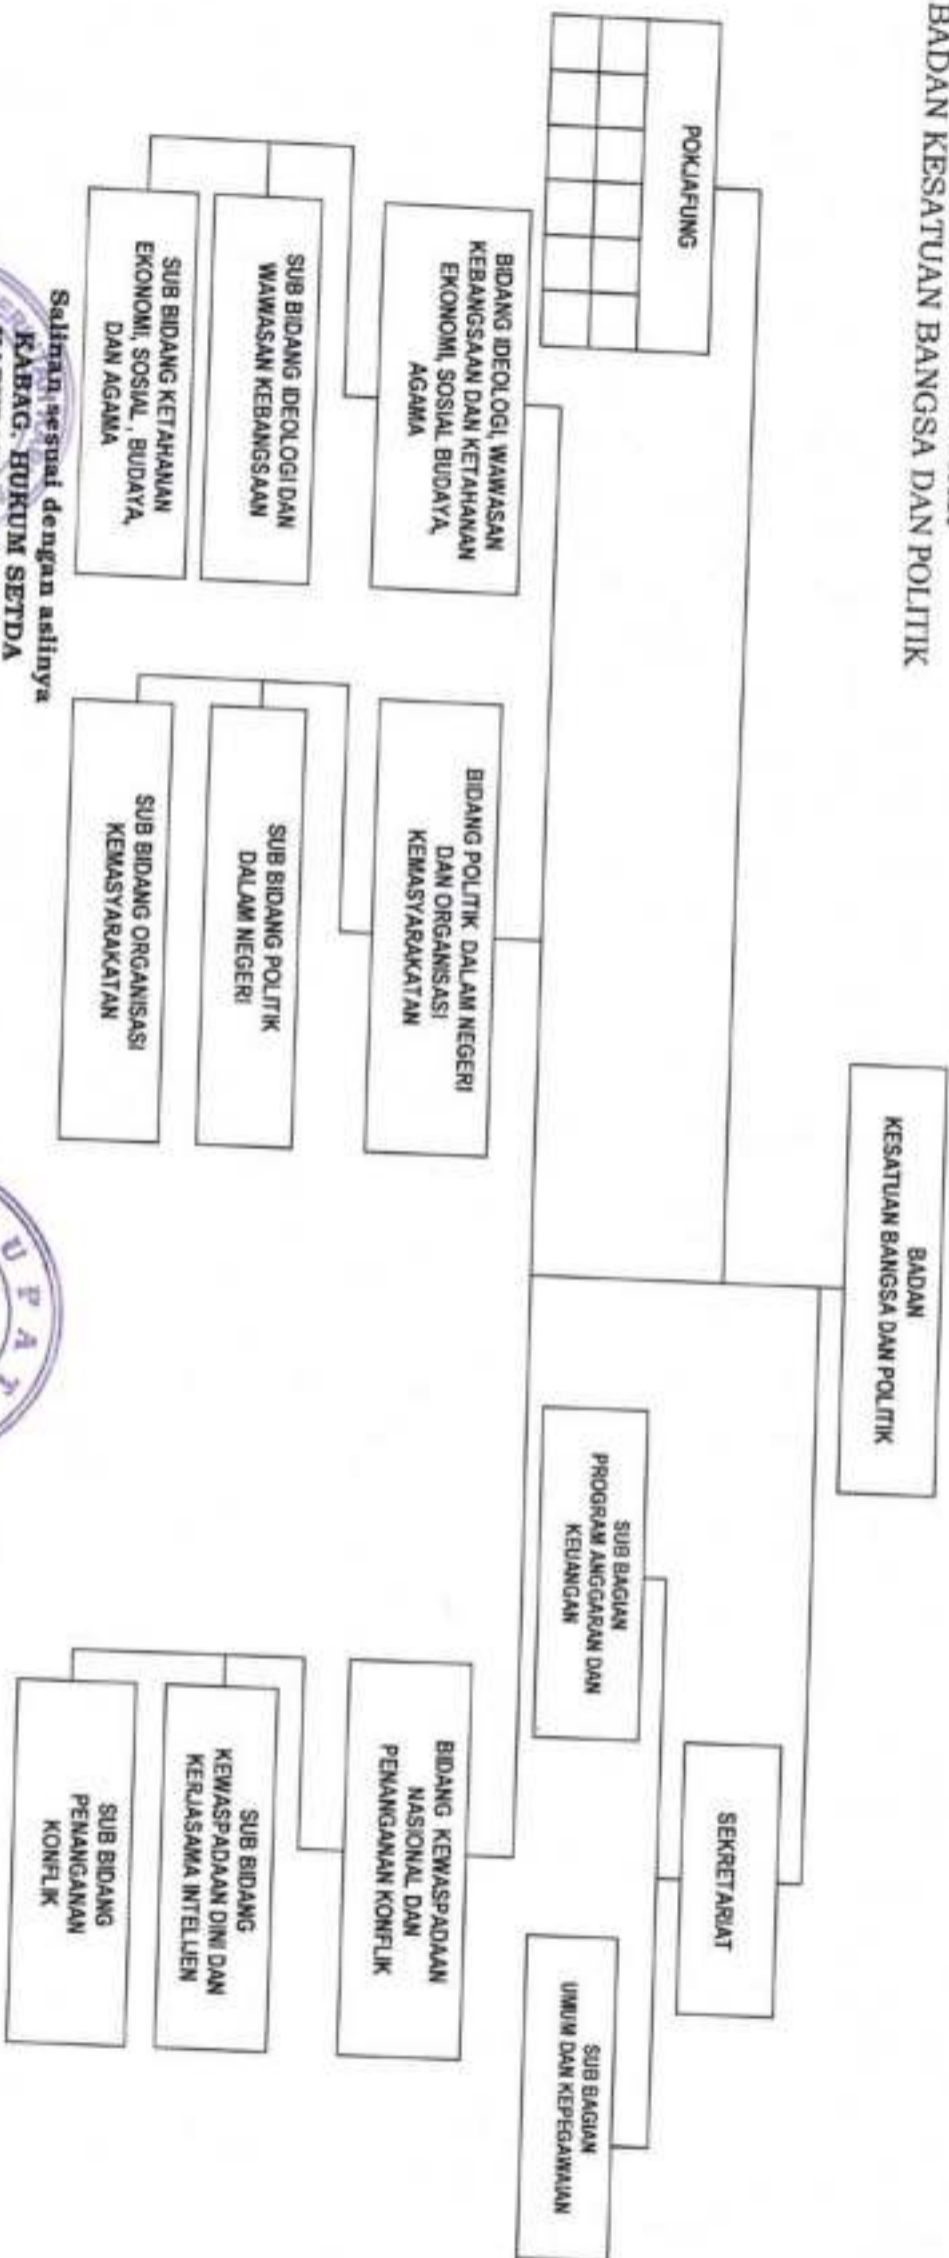 BADAN KESATUAN BANGSA DAN POLITIK
BADAN
KESATUAN BANGSA DAN POLITIK
POKJAFUNG
SEKRETARIAT
SUB BAGIAN
PROGRAM ANGGARAN DAN
KEUANGAN
SUB BAGIAN
UMUM DAN KEPEGAWAIAN
BIDANG IDEOLOGI, WAWASAN
KEBANGSAAN DAN KETAHANAN
EKONOMI, SOSIAL BUDAYA,
AGAMA
SUB BIDANG IDEOLOGI DAN
WAWASAN KEBANGSAAN
SUB BIDANG KETAHANAN
EKONOMI, SOSIAL , BUDAYA,
DAN AGAMA
BIDANG POLITIK DALAM NEGERI
DAN ORGANISASI
KEMASYARAKATAN
SUB BIDANG POLITIK
DALAM NEGERI
SUB BIDANG ORGANISASI
KEMASYARAKATAN
BIDANG KEWASPADAAN
NASIONAL DAN
PENANGANAN KONFLIK
SUB BIDANG
KEWASPADAAN DINI DAN
KERJASAMA INTELIJEN
SUB BIDANG
PENANGANAN
KONFLIK
Salinan sesuai dengan aslinya
KABAG. HUKUM SETDA
UPAT